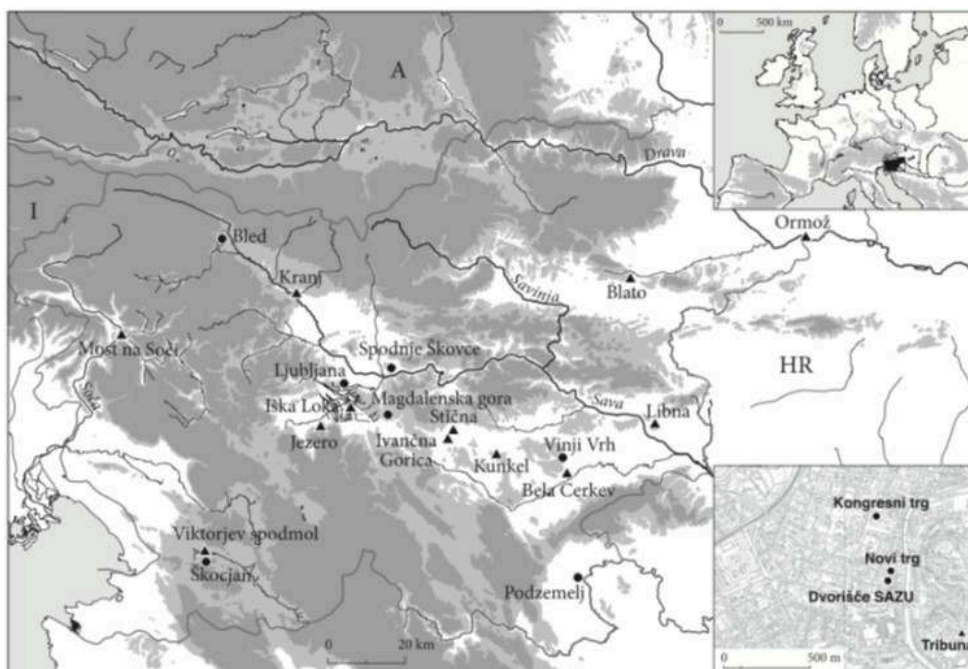 500 km
A
Drava
I
Ormož
Bled
Kranj
Savinja
Blato
Most na Soči
Spodnje Škovce
Ljubljana
HR
Soča
Iška Loka
Magdalenska gora
Sava
Libna
Stična
Jezero
Ivančna
Gorica
Vinji Vrh
Kunkel
Bela Cerkev
Kongresni trg
Viktorjev spodmol
Škocjan
Novi trg
Podzemelj
Dvorišče SAZU
Tribuna
0
20 km
0
500 m